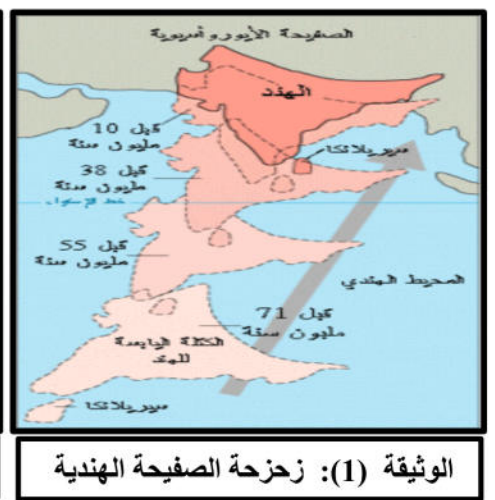 الصفيحة الأيوروأسيوية
الهند
قبل 10
مليون سنة
سيريلانكا
قبل 38
مليون سنة
خط الإستواء
قبل 55
مليون سنة
المحيط الهندي
قبل 71
مليون سنة
الكتلة اليابسة
للهند
سيريلانكا
الوثيقة (1): زحزحة الصفيحة الهندية